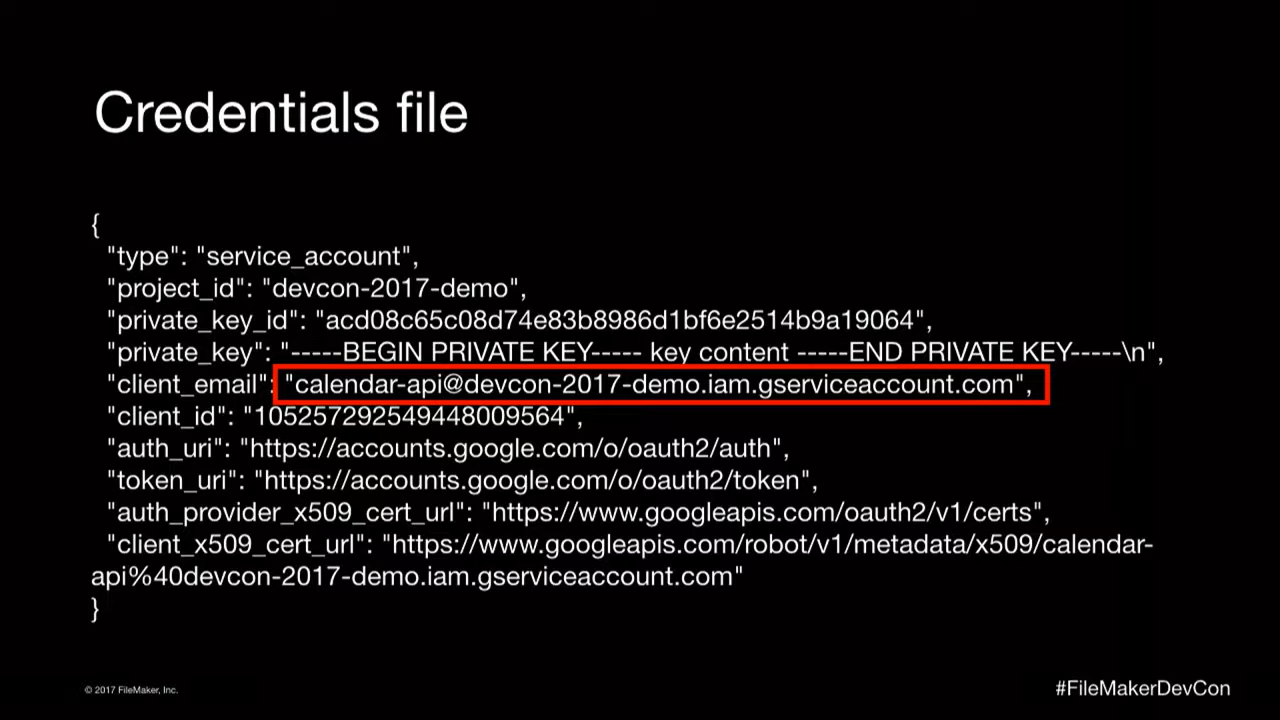 Credentials file
{
"type": "service_account",
"project_id": "devcon-2017-demo",
"private_key_id": "acd08c65c08d74e83b8986d1bf6e2514b9a19064",
"private_key": "-----BEGIN PRIVATE KEY----- key content -----END PRIVATE KEY-----\n",
"client_email": "calendar-api@devcon-2017-demo.iam.gserviceaccount.com",
"client_id": "105257292549448009564",
"auth_uri": "https://accounts.google.com/o/oauth2/auth",
"token_uri": "https://accounts.google.com/o/oauth2/token",
"auth_provider_x509_cert_url": "https://www.googleapis.com/oauth2/v1/certs",
"client_x509_cert_url": "https://www.googleapis.com/robot/v1/metadata/x509/calendar-
api%40devcon-2017-demo.iam.gserviceaccount.com"
}
© 2017 FileMaker, Inc.
#FileMakerDevCon